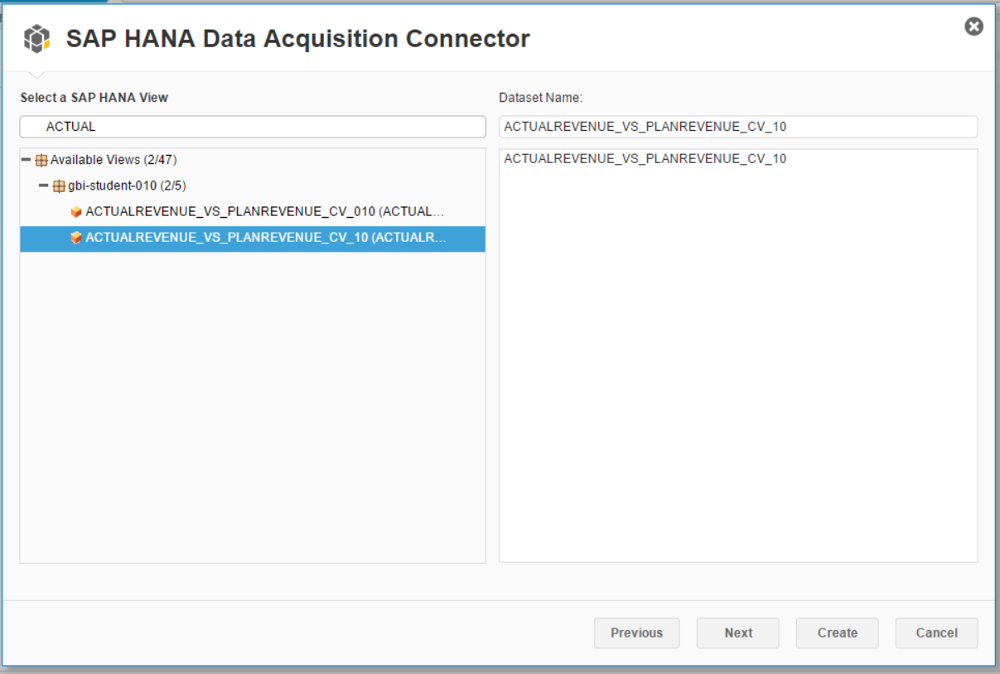 SAP HANA Data Acquisition Connector
Select a SAP HANA View
Dataset Name:
ACTUAL
ACTUALREVENUE_VS_PLANREVENUE_CV_10
Available Views (2/47)
ACTUALREVENUE_VS_PLANREVENUE_CV_10
gbi-student-010 (2/5)
ACTUALREVENUE_VS_PLANREVENUE_CV_010 (ACTUAL...
ACTUALREVENUE_VS_PLANREVENUE_CV_10 (ACTUALR...
Previous
Next
Create
Cancel